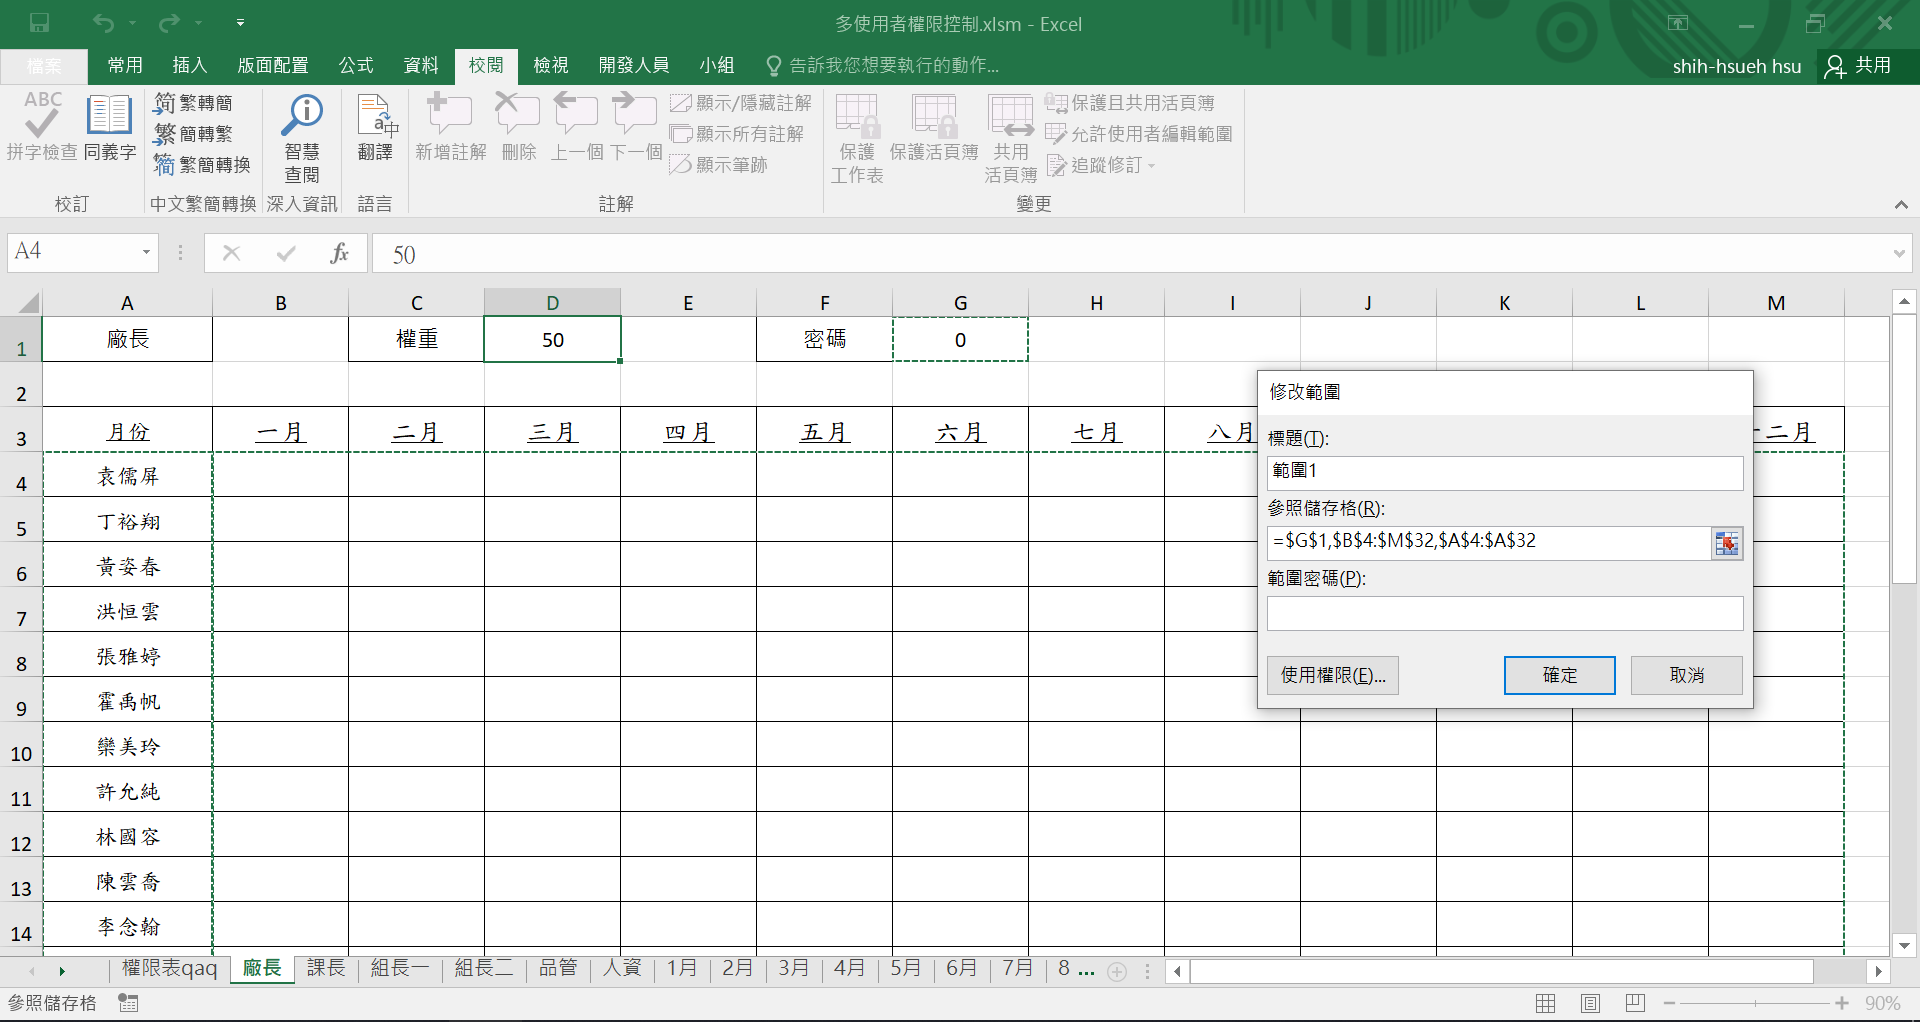 多使用者權限控制.xlsm - Excel
檔案 常用 插入 版面配置 公式 資料 校閱 檢視 開發人員 小組 告訴我您想要執行的動作... shih-hsueh hsu 共用
ABC
拼字檢查
同義字
校訂
繁轉簡
簡轉繁
繁簡轉換
中文繁簡轉換
智慧
查閱
深入資訊
翻譯
語言
新增註解
刪除
上一個
下一個
顯示/隱藏註解
顯示所有註解
顯示筆跡
註解
保護
工作表
保護活頁簿
共用
活頁簿
保護且共用活頁簿
允許使用者編輯範圍
追蹤修訂
變更
A4 fx 50
A B C D E F G H I J K L M
1 廠長 權重 50 密碼 0
2
3 月份 一月 二月 三月 四月 五月 六月 七月 八月 十二月
4 袁儒屏
5 丁裕翔
6 黃姿春
7 洪恒雲
8 張雅婷
9 霍禹帆
10 欒美玲
11 許允純
12 林國容
13 陳雲喬
14 李念翰
修改範圍
標題(T):
範圍1
參照儲存格(R):
=$G$1,$B$4:$M$32,$A$4:$A$32
範圍密碼(P):
使用權限(E)... 確定 取消
權限表qaq 廠長 課長 組長一 組長二 品管 人資 1月 2月 3月 4月 5月 6月 7月 8 ...
參照儲存格 90%